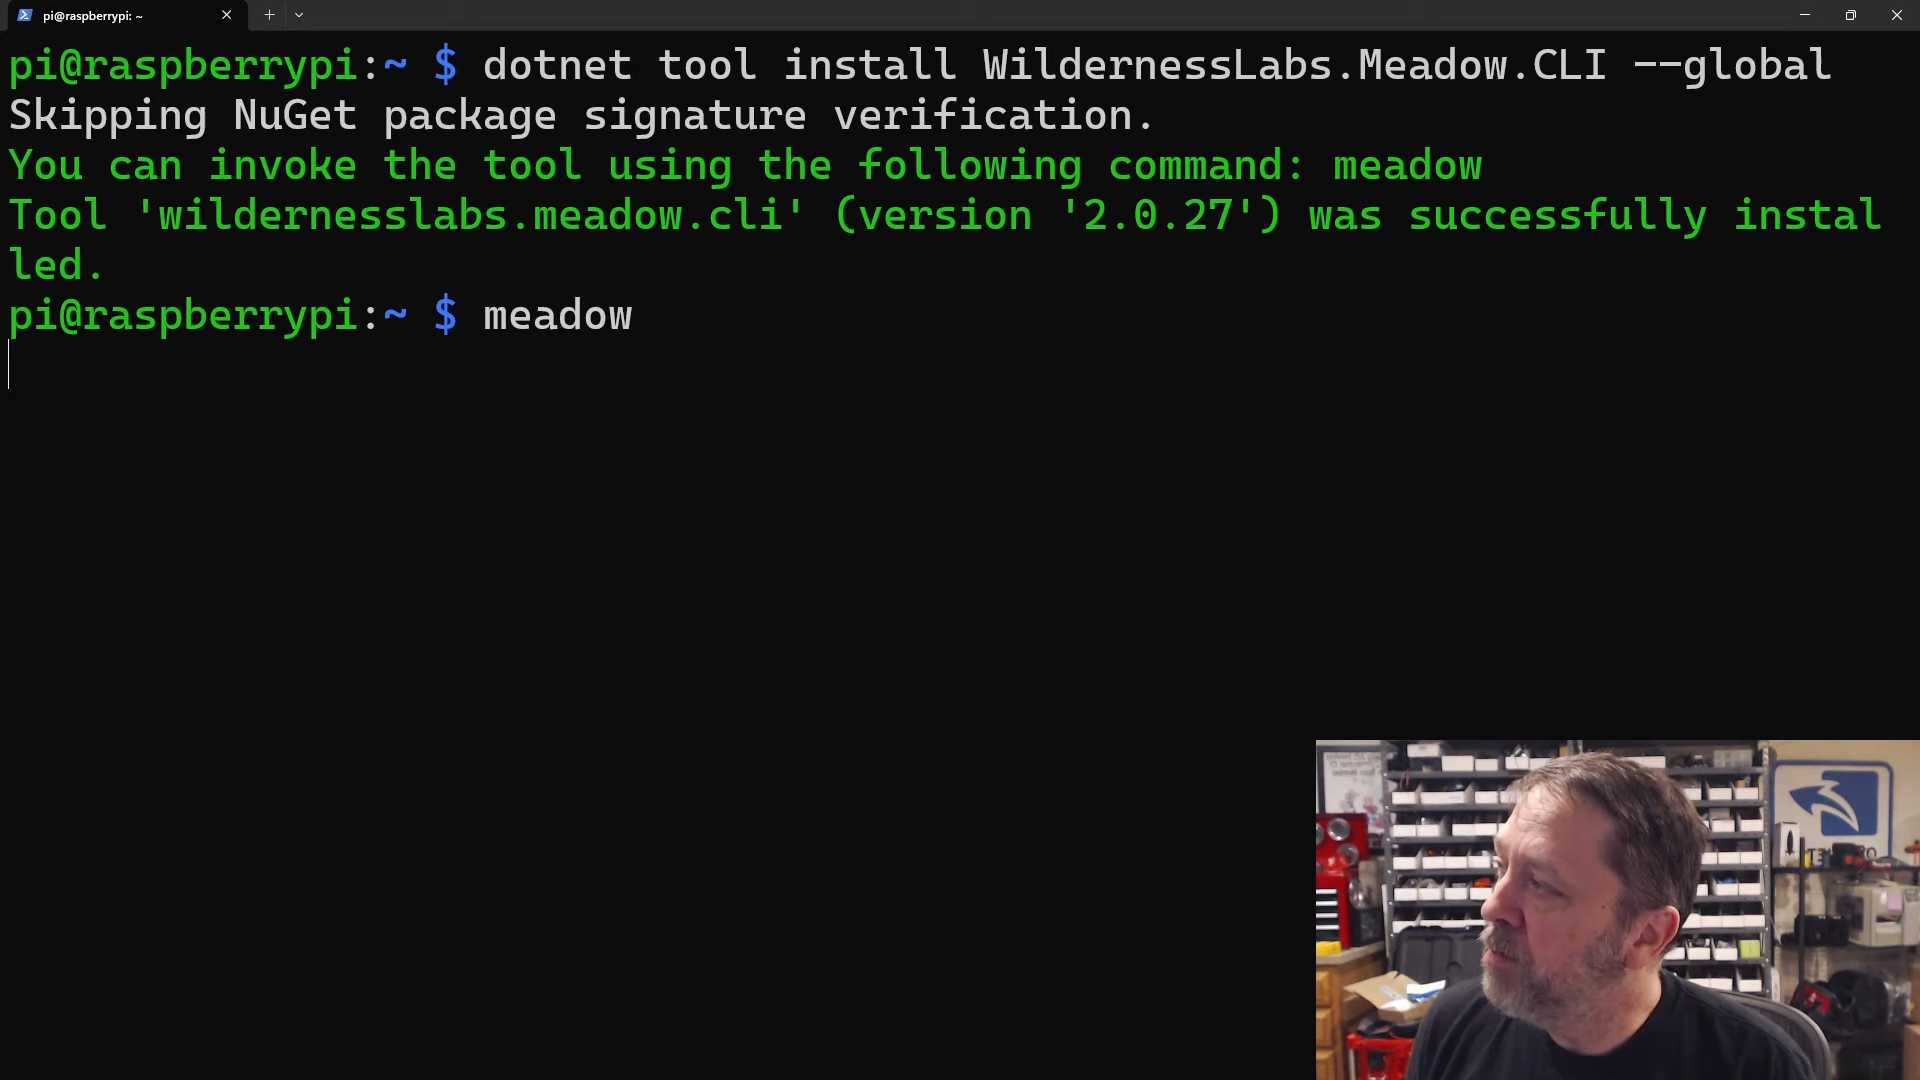 pi@raspberrypi: ~
pi@raspberrypi:~ $ dotnet tool install WildernessLabs.Meadow.CLI --global
Skipping NuGet package signature verification.
You can invoke the tool using the following command: meadow
Tool 'wildernesslabs.meadow.cli' (version '2.0.27') was successfully instal
led.
pi@raspberrypi:~ $ meadow